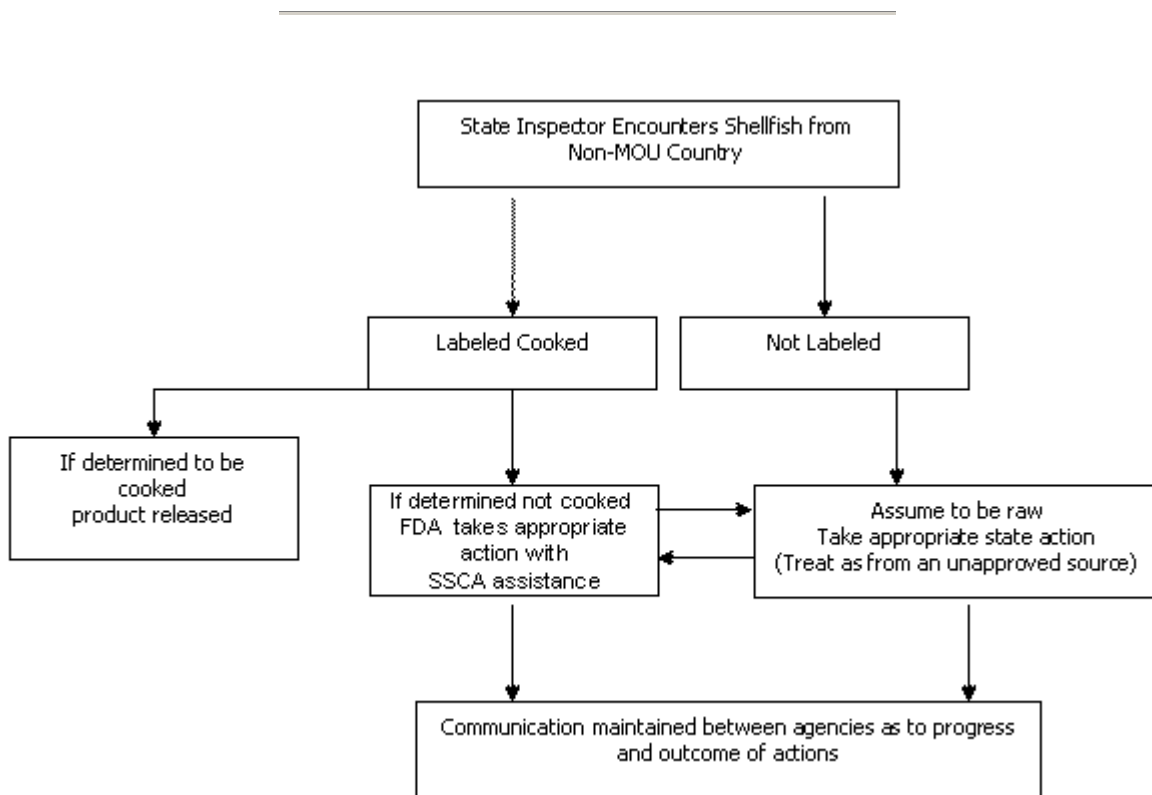 State Inspector Encounters Shellfish from
Non-MOU Country
Labeled Cooked
Not Labeled
If determined to be
cooked
product released
If determined not cooked
FDA takes appropriate
action with
SSCA assistance
Assume to be raw
Take appropriate state action
(Treat as from an unapproved source)
Communication maintained between agencies as to progress
and outcome of actions